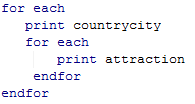 for each
    print countrycity
    for each
        print attraction
    endfor
endfor